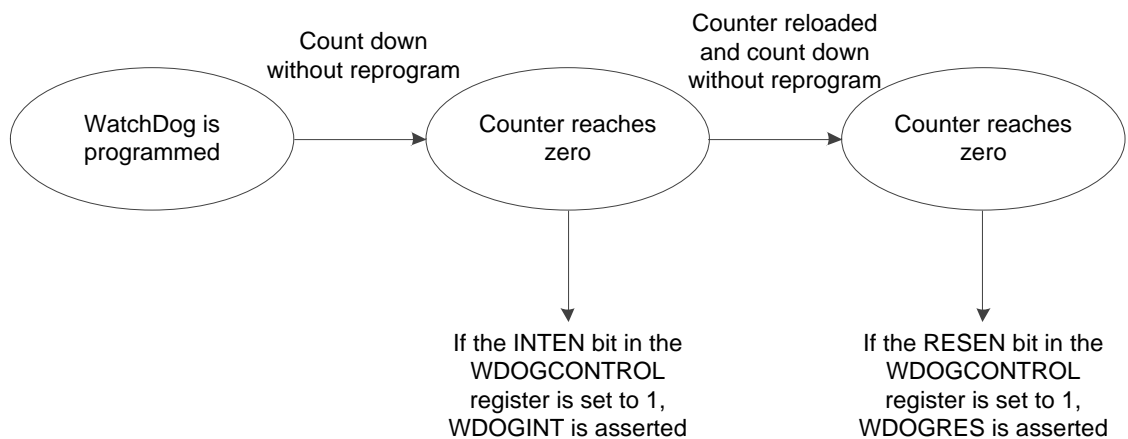 Count down
without reprogram
Counter reloaded
and count down
without reprogram
WatchDog is
programmed
Counter reaches
zero
Counter reaches
zero
If the INTEN bit in the
WDOGCONTROL
register is set to 1,
WDOGINT is asserted
If the RESEN bit in the
WDOGCONTROL
register is set to 1,
WDOGRES is asserted